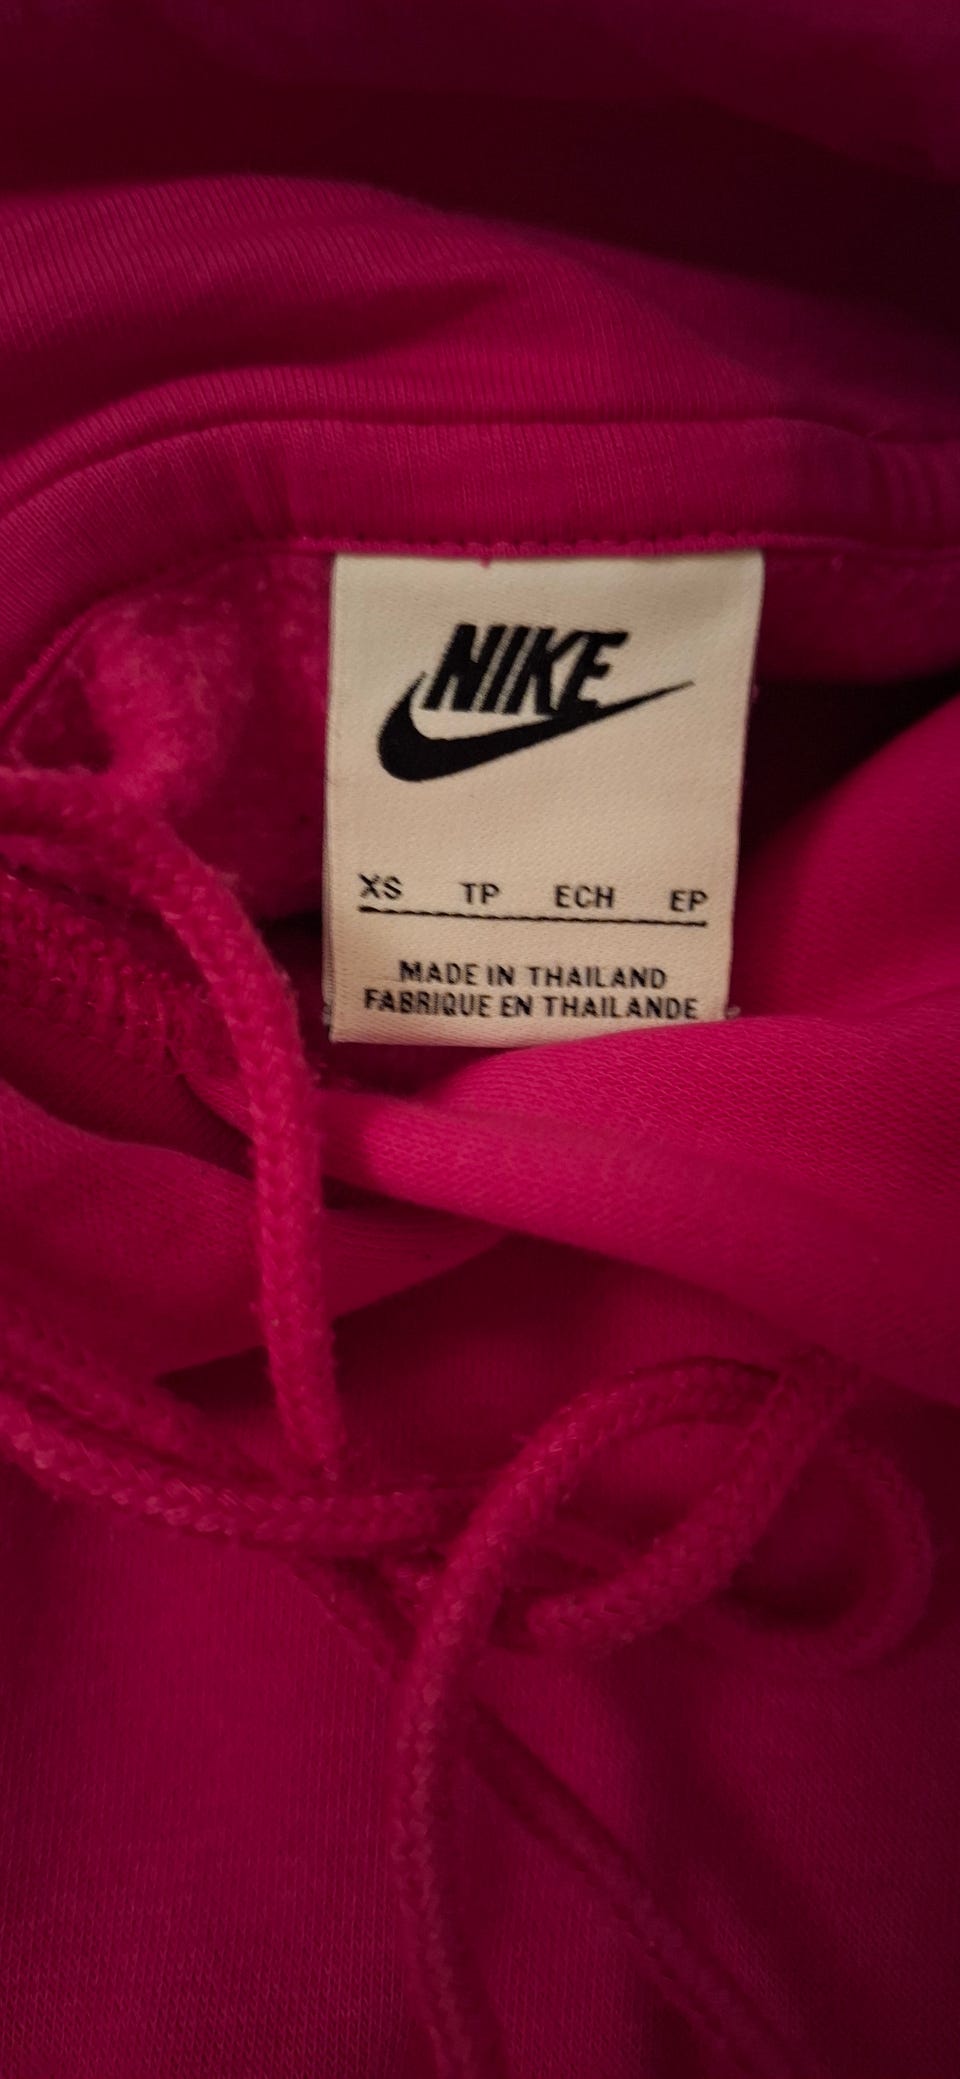 NIKE
XS TP ECH EP
MADE IN THAILAND
FABRIQUE EN THAILANDE